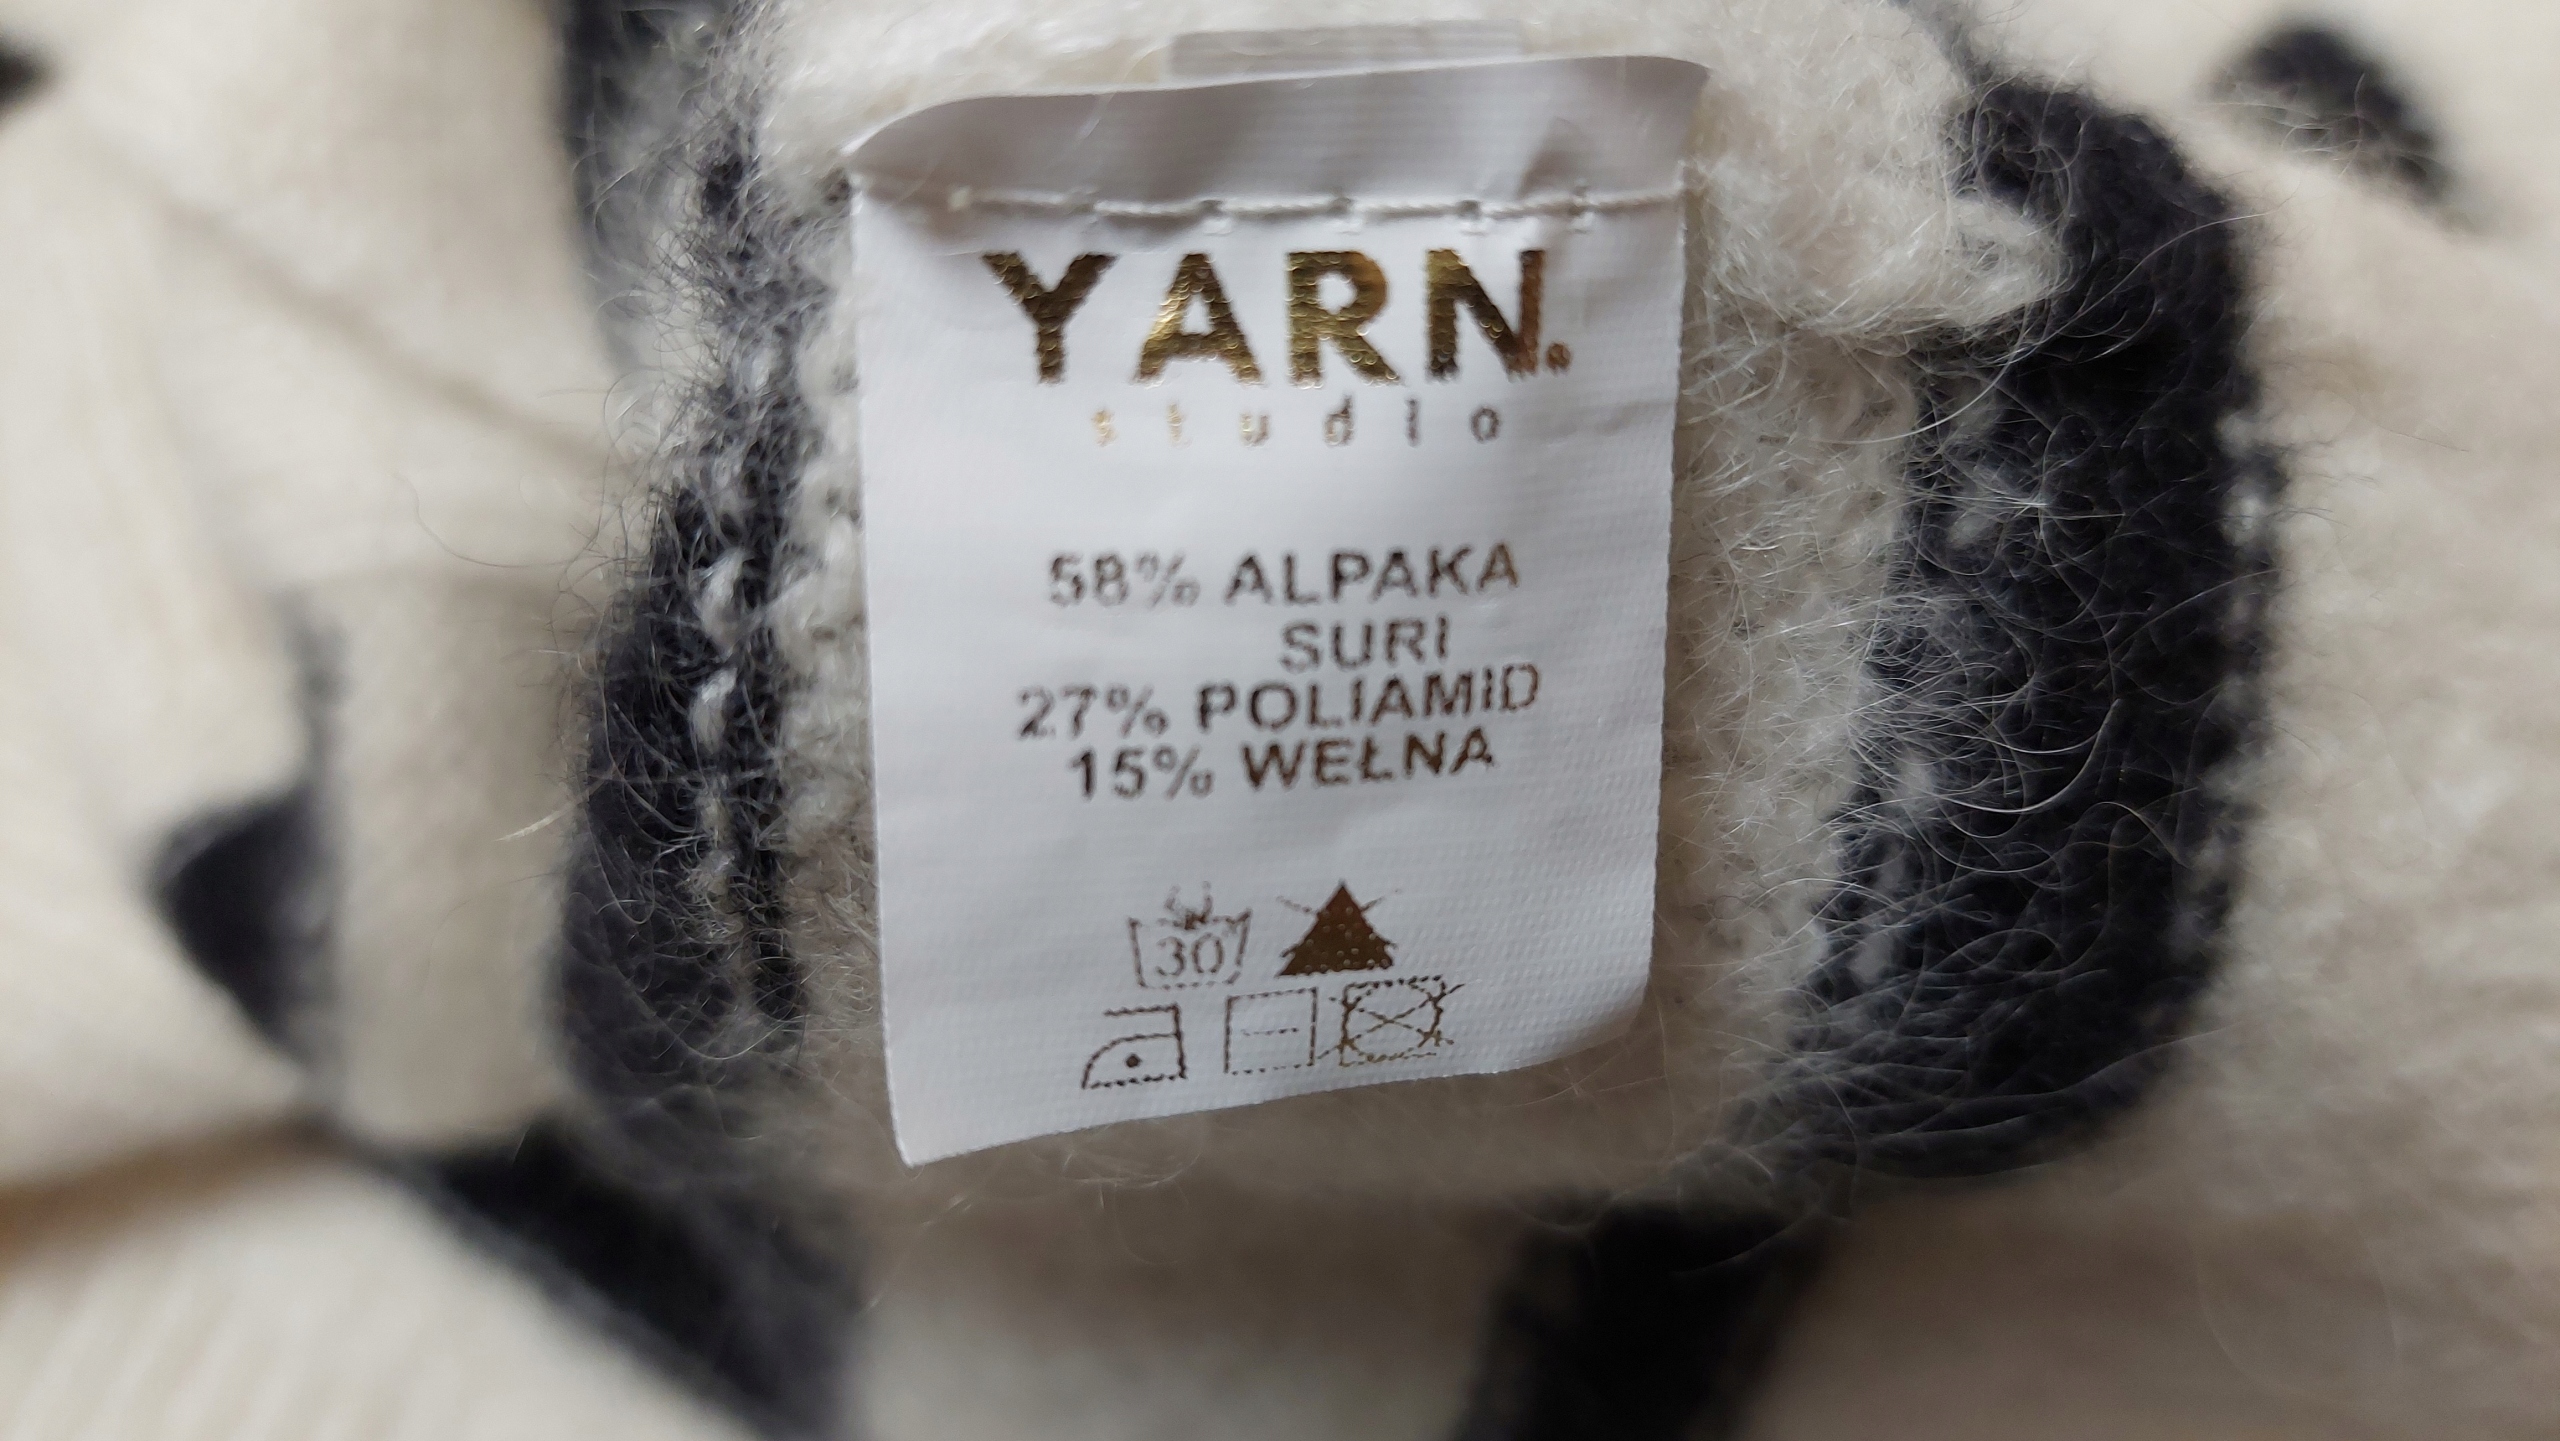 YARN.
studio
58% ALPAKA
SURI
27% POLIAMID
15% WEŁNA
30